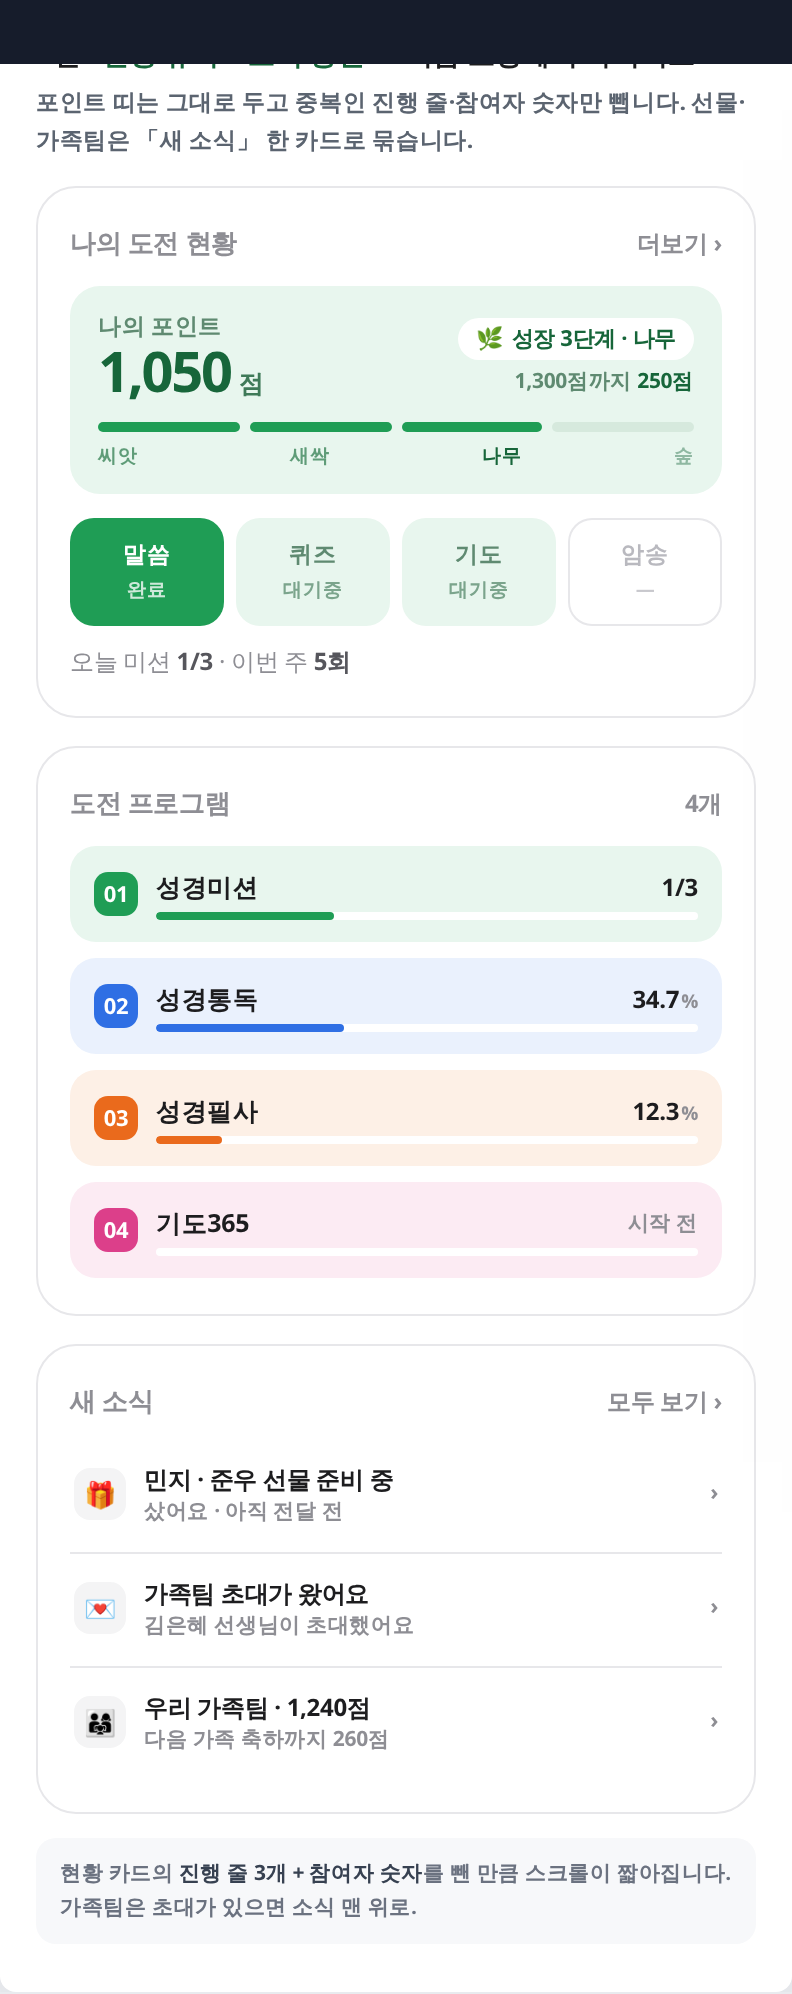 포인트 띠는 그대로 두고 중복인 진행 줄·참여자 숫자만 뺍니다. 선물·
가족팀은 「새 소식」 한 카드로 묶습니다.
나의 도전 현황
더보기 ›
나의 포인트
1,050 점
🌿 성장 3단계 · 나무
1,300점까지 250점
씨앗 새싹 나무 숲
말씀 퀴즈 기도 암송
완료 대기중 대기중 —
오늘 미션 1/3 · 이번 주 5회
도전 프로그램
4개
01 성경미션 1/3
02 성경통독 34.7%
03 성경필사 12.3%
04 기도365 시작 전
새 소식
모두 보기 ›
민지 · 준우 선물 준비 중
샀어요 · 아직 전달 전
›
가족팀 초대가 왔어요
김은혜 선생님이 초대했어요
›
우리 가족팀 · 1,240점
다음 가족 축하까지 260점
›
현황 카드의 진행 줄 3개 + 참여자 숫자를 뺀 만큼 스크롤이 짧아집니다.
가족팀은 초대가 있으면 소식 맨 위로.